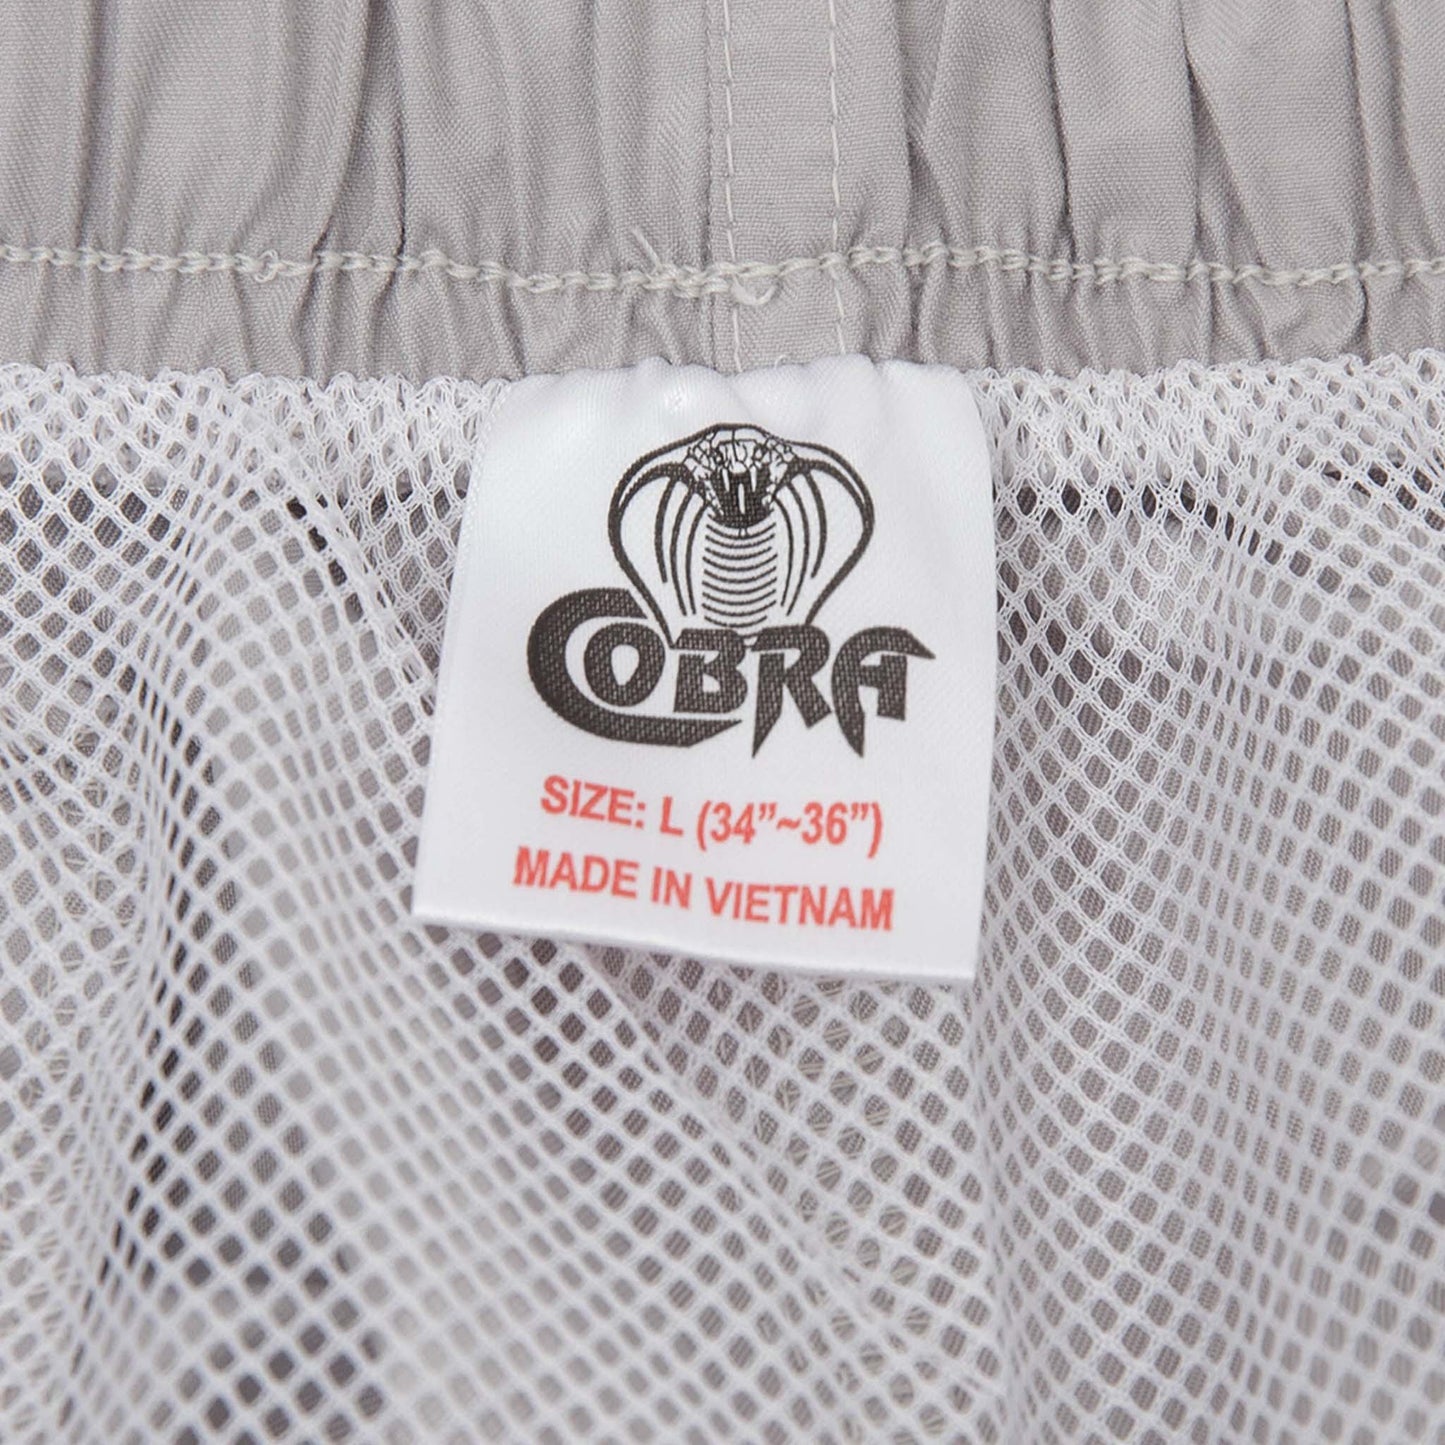 COBRA
SIZE: L (34”~36”)
MADE IN VIETNAM